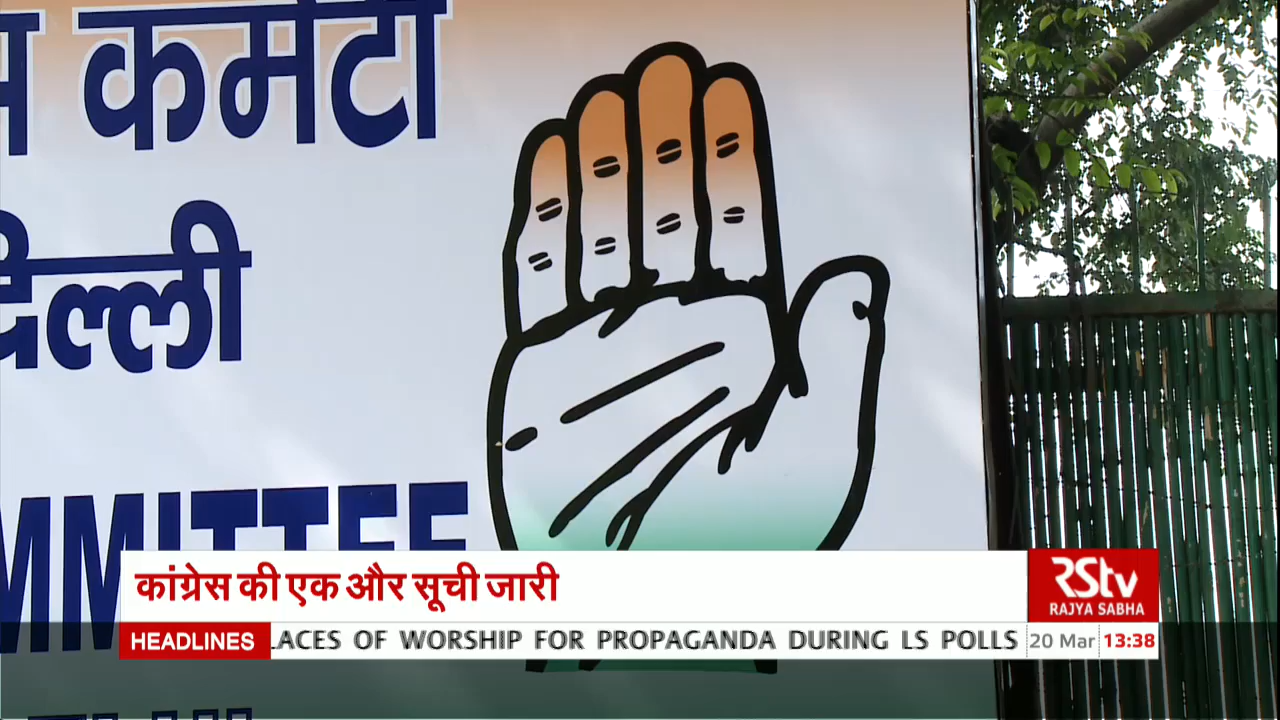 कमेटी
दिल्ली
MMITTEE
कांग्रेस की एक और सूची जारी
RStv
RAJYA SABHA
HEADLINES LACES OF WORSHIP FOR PROPAGANDA DURING LS POLLS 20 Mar 13:38